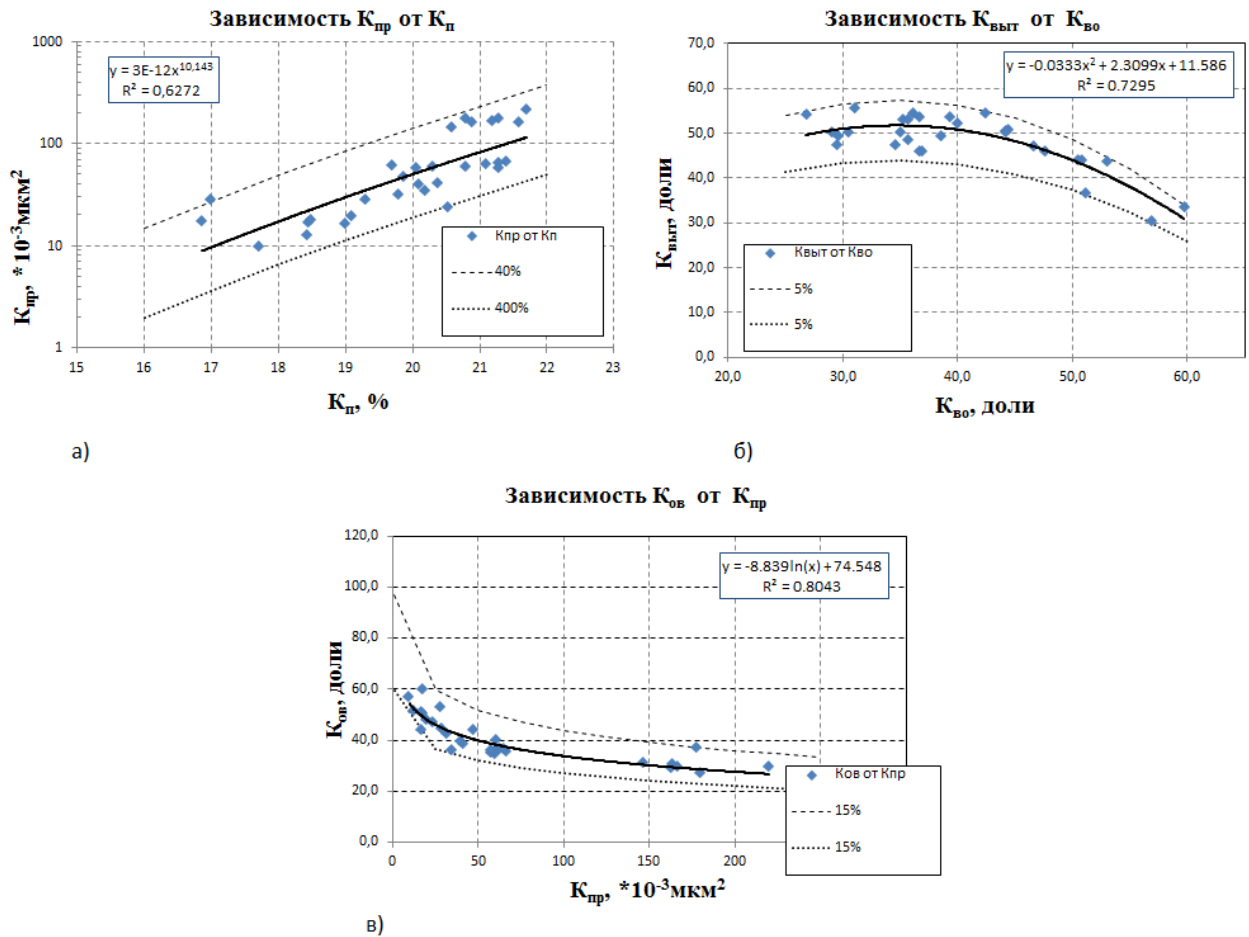 Зависимость Кпр от Кп
1000
100
10
1
y = 3E-12x^10,143
R² = 0,6272
Кпр от Кп
40%
400%
15 16 17 18 19 20 21 22 23
Кпр, *10⁻³мкм²
Кп, %
а)
Зависимость Квыт от Кво
70,0
60,0
50,0
40,0
30,0
20,0
10,0
0,0
y = -0.0333x² + 2.3099x + 11.586
R² = 0.7295
Квыт от Кво
5%
5%
20,0 30,0 40,0 50,0 60,0
Квыт, доли
Кво, доли
б)
Зависимость Ков от Кпр
120,0
100,0
80,0
60,0
40,0
20,0
0,0
y = -8.839ln(x) + 74.548
R² = 0.8043
Ков от Кпр
15%
15%
0 50 100 150 200
Ков, доли
Кпр, *10⁻³мкм²
в)